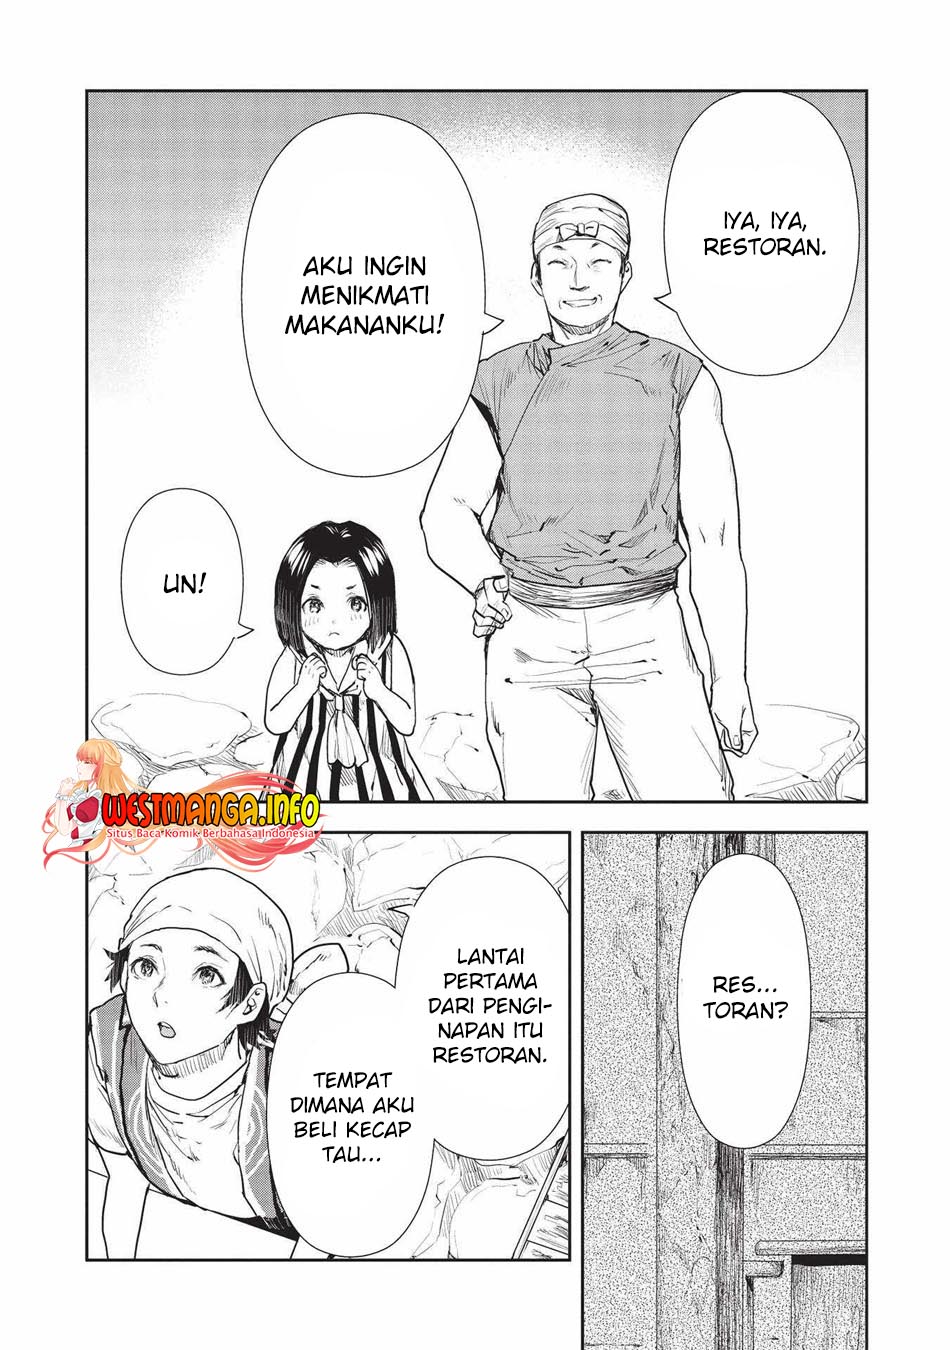 IYA, IYA,
RESTORAN.
AKU INGIN
MENIKMATI
MAKANANKU!
UN!
WESTMANGA.INFO
Situs Baca Komik Berbahasa Indonesia
RES...
TORAN?
LANTAI
PERTAMA
DARI PENGI-
NAPAN ITU
RESTORAN.
TEMPAT
DIMANA AKU
BELI KECAP
TAU...